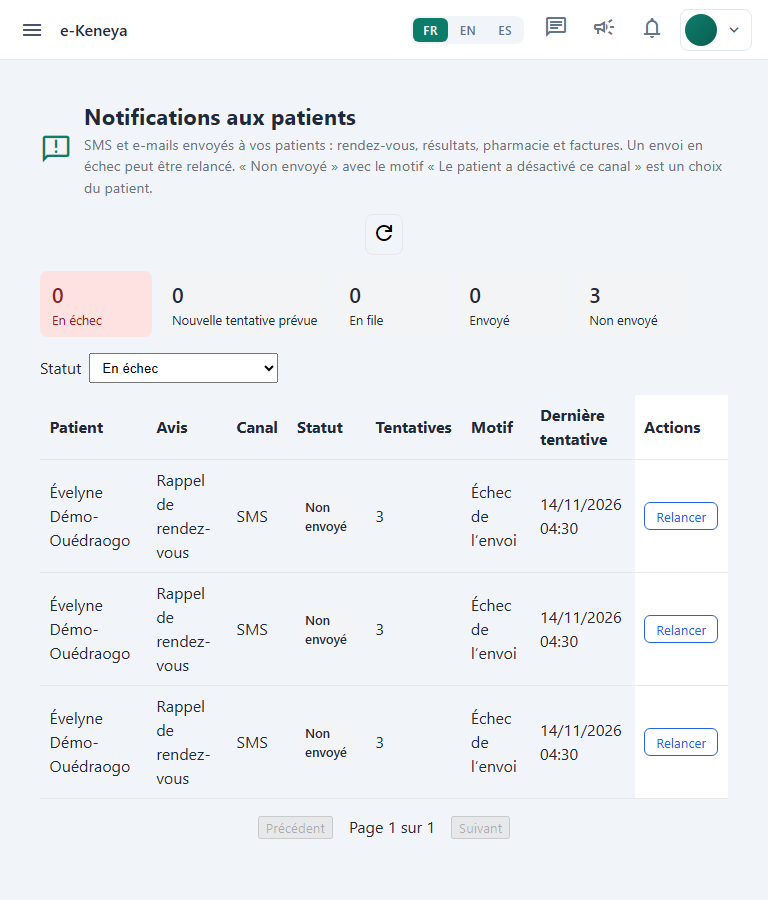 e-Keneya
FR EN ES
Notifications aux patients
SMS et e-mails envoyés à vos patients : rendez-vous, résultats, pharmacie et factures. Un envoi en
échec peut être relancé. « Non envoyé » avec le motif « Le patient a désactivé ce canal » est un choix
du patient.
0 0 0 0 3
En échec Nouvelle tentative prévue En file Envoyé Non envoyé
Statut En échec
Patient Avis Canal Statut Tentatives Motif Dernière tentative Actions
Évelyne Démo-Ouédraogo Rappel de rendez-vous SMS Non envoyé 3 Échec de l’envoi 14/11/2026 04:30 Relancer
Évelyne Démo-Ouédraogo Rappel de rendez-vous SMS Non envoyé 3 Échec de l’envoi 14/11/2026 04:30 Relancer
Évelyne Démo-Ouédraogo Rappel de rendez-vous SMS Non envoyé 3 Échec de l’envoi 14/11/2026 04:30 Relancer
Précédent Page 1 sur 1 Suivant